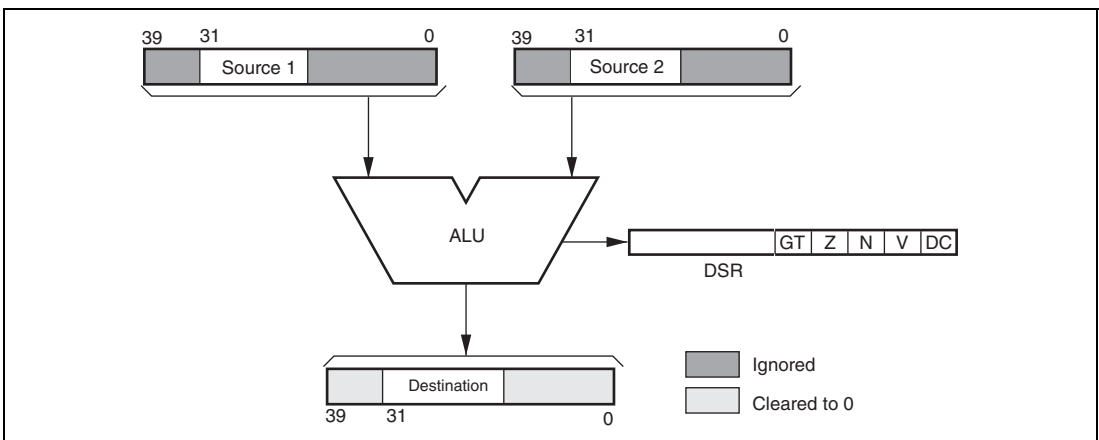 39 31 0
Source 1
39 31 0
Source 2
ALU
GT Z N V DC
DSR
Destination
39 31 0
Ignored
Cleared to 0